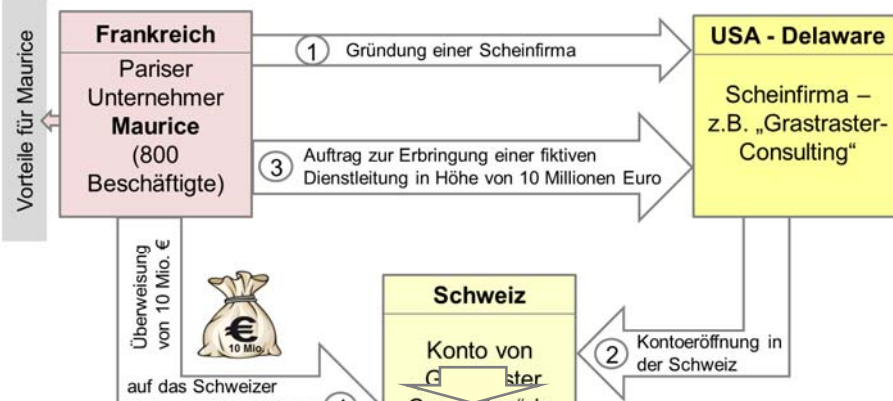 Vorteile für Maurice
Frankreich
Pariser
Unternehmer
Maurice
(800
Beschäftigte)
1
Gründung einer Scheinfirma
3
Auftrag zur Erbringung einer fiktiven
Dienstleitung in Höhe von 10 Millionen Euro
USA - Delaware
Scheinfirma –
z.B. „Grastraster-
Consulting“
Überweisung
von 10 Mio. €
€
10 Mio.
auf das Schweizer
Schweiz
Konto von
2
Kontoeröffnung in
der Schweiz